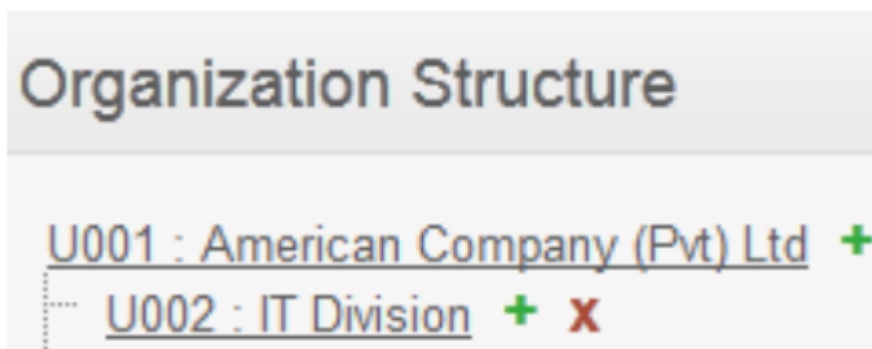 Organization Structure
U001 : American Company (Pvt) Ltd +
U002 : IT Division + x